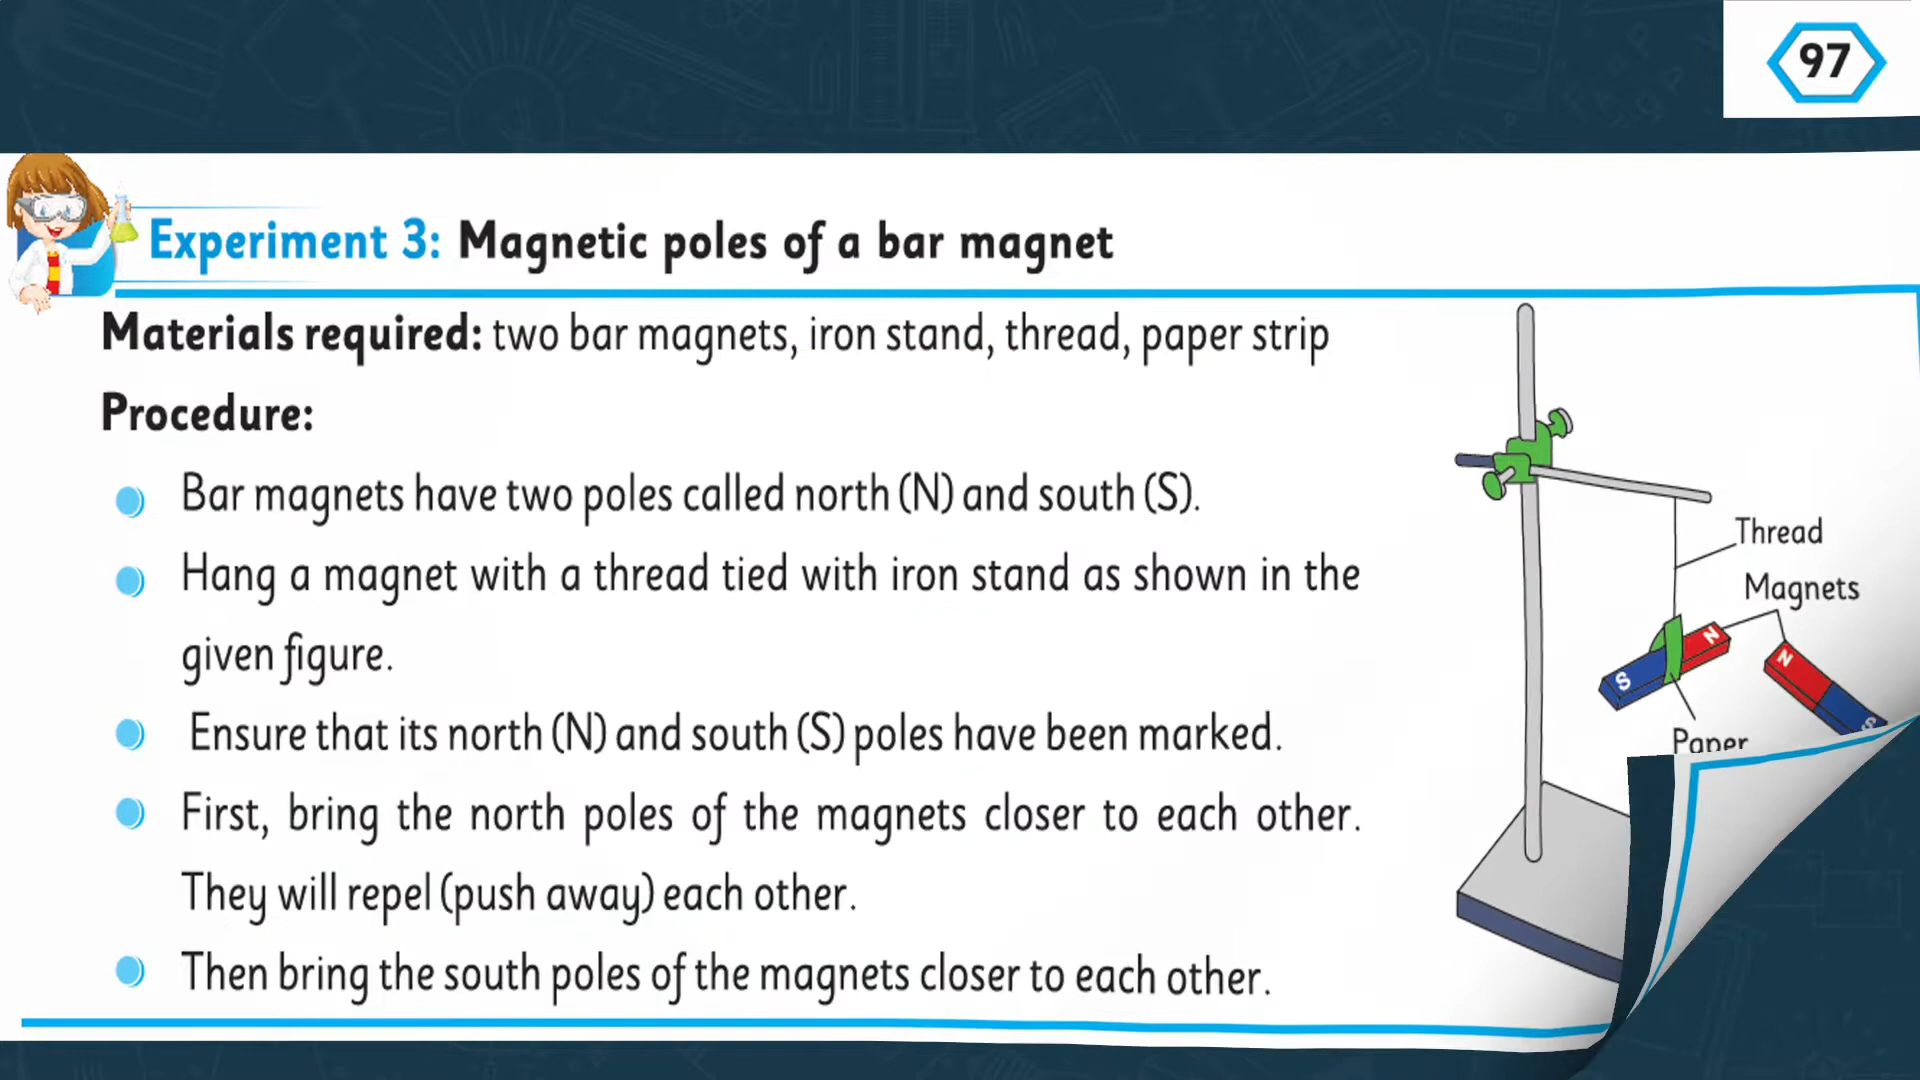 97
Experiment 3: Magnetic poles of a bar magnet
Materials required: two bar magnets, iron stand, thread, paper strip
Procedure:
Bar magnets have two poles called north (N) and south (S).
Hang a magnet with a thread tied with iron stand as shown in the
given figure.
Ensure that its north (N) and south (S) poles have been marked.
First, bring the north poles of the magnets closer to each other.
They will repel (push away) each other.
Then bring the south poles of the magnets closer to each other.
Thread
Magnets
N
S
N
S
Paper